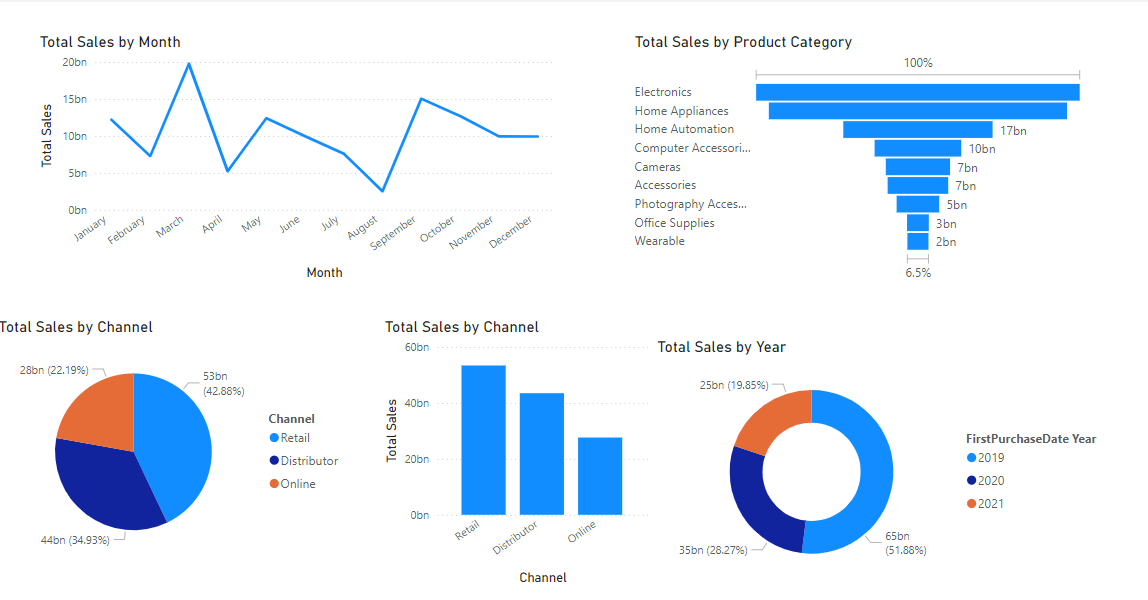 Total Sales by Month
20bn
15bn
10bn
5bn
0bn
Total Sales
January
February
March
April
May
June
July
August
September
October
November
December
Month
Total Sales by Product Category
100%
Electronics
Home Appliances
Home Automation
17bn
Computer Accessori...
10bn
Cameras
7bn
Accessories
7bn
Photography Acces...
5bn
Office Supplies
3bn
Wearable
2bn
6.5%
Total Sales by Channel
28bn (22.19%)
53bn
(42.88%)
44bn (34.93%)
Channel
Retail
Distributor
Online
Total Sales by Channel
60bn
40bn
20bn
0bn
Total Sales
Retail
Distributor
Online
Channel
Total Sales by Year
25bn (19.85%)
35bn (28.27%)
65bn
(51.88%)
FirstPurchaseDate Year
2019
2020
2021